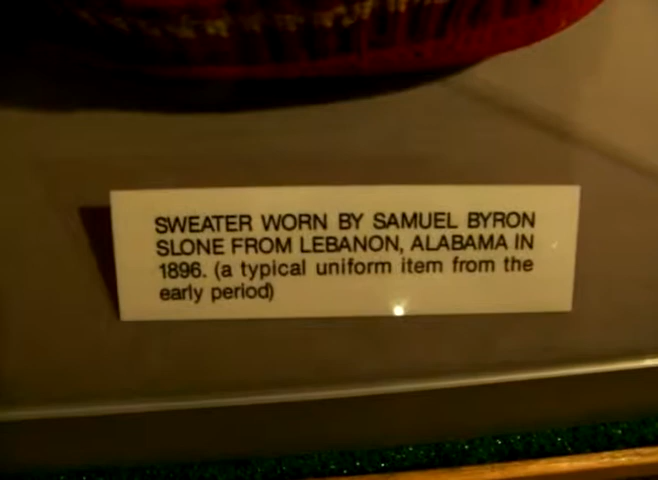 SWEATER WORN BY SAMUEL BYRON
SLONE FROM LEBANON, ALABAMA IN
1896. (a typical uniform item from the
early period)